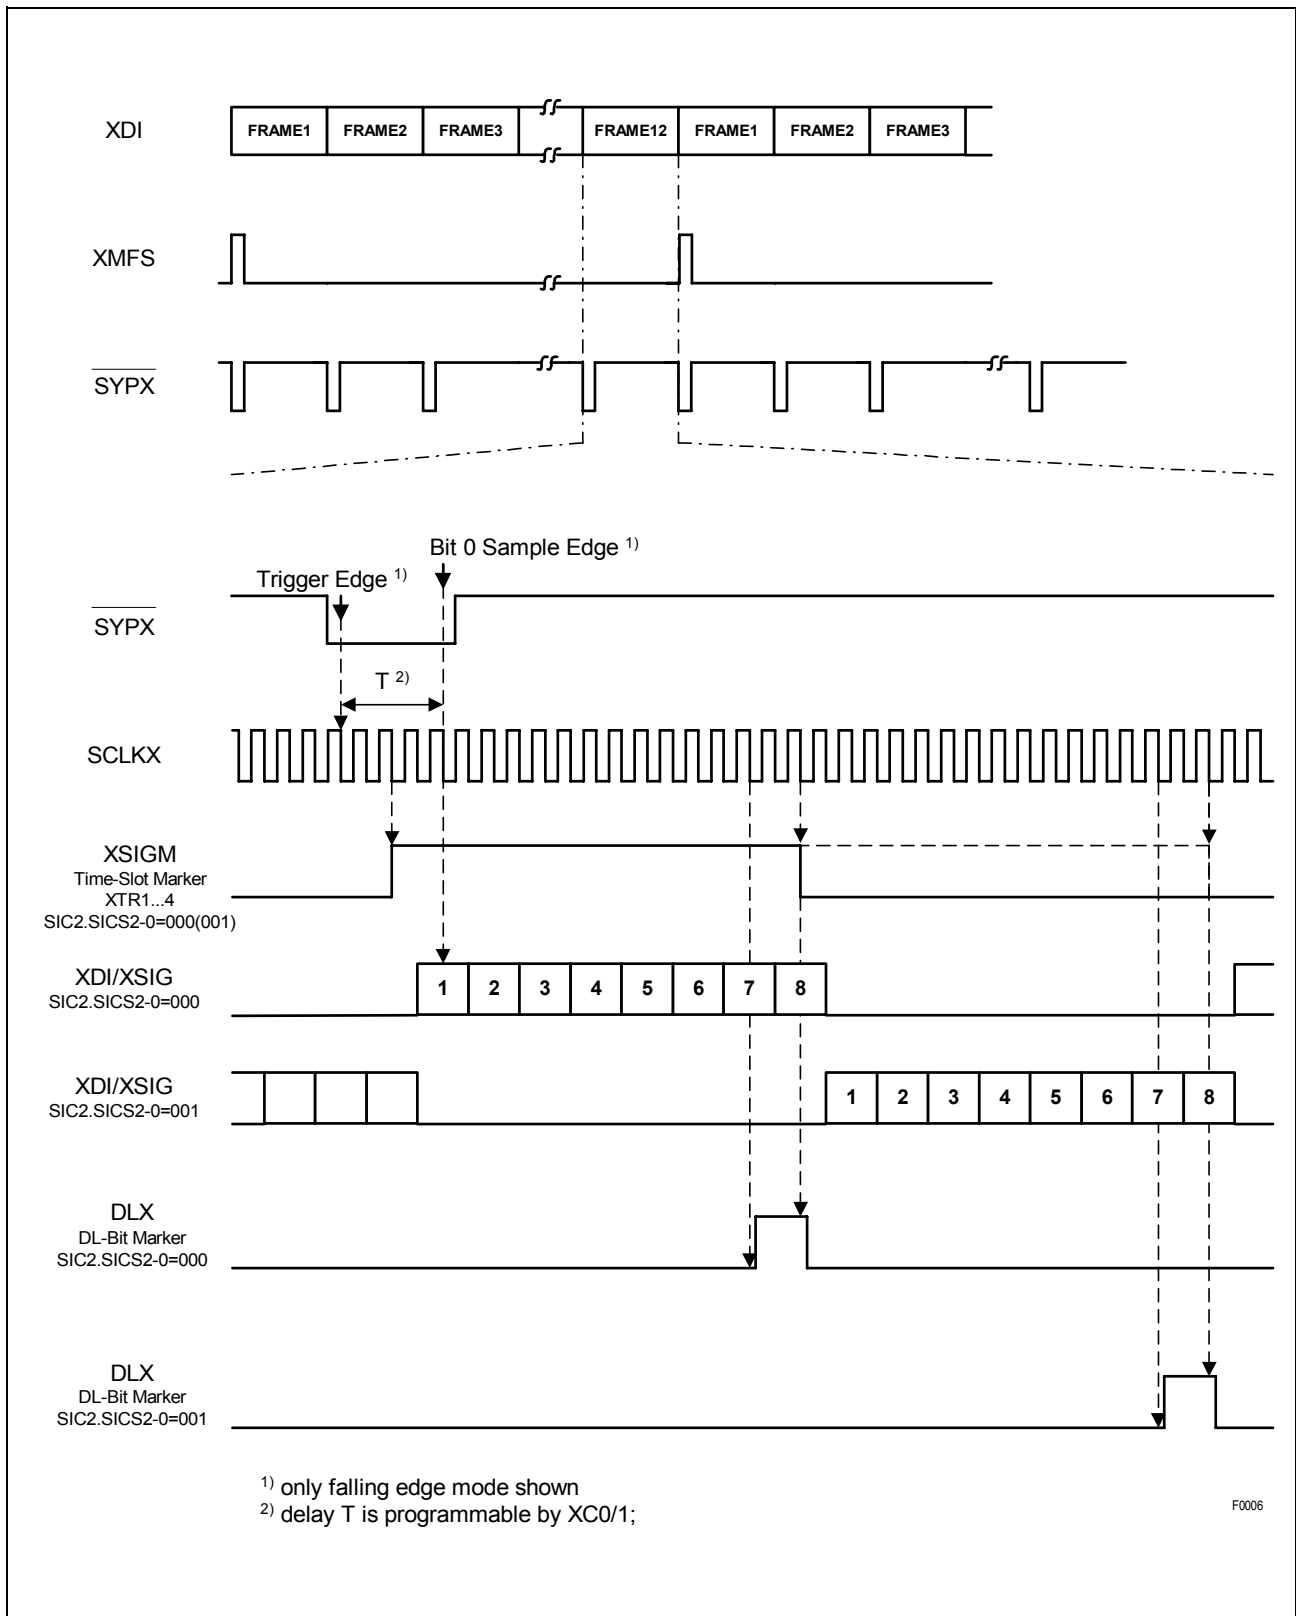 XDI
FRAME1 FRAME2 FRAME3 FRAME12 FRAME1 FRAME2 FRAME3
XMFS
SYPX
Bit 0 Sample Edge 1)
Trigger Edge 1)
SYPX
T 2)
SCLKX
XSIGM
Time-Slot Marker
XTR1...4
SIC2.SICS2-0=000(001)
XDI/XSIG
SIC2.SICS2-0=000
1 2 3 4 5 6 7 8
XDI/XSIG
SIC2.SICS2-0=001
1 2 3 4 5 6 7 8
DLX
DL-Bit Marker
SIC2.SICS2-0=000
DLX
DL-Bit Marker
SIC2.SICS2-0=001
1) only falling edge mode shown
2) delay T is programmable by XC0/1;
F0006